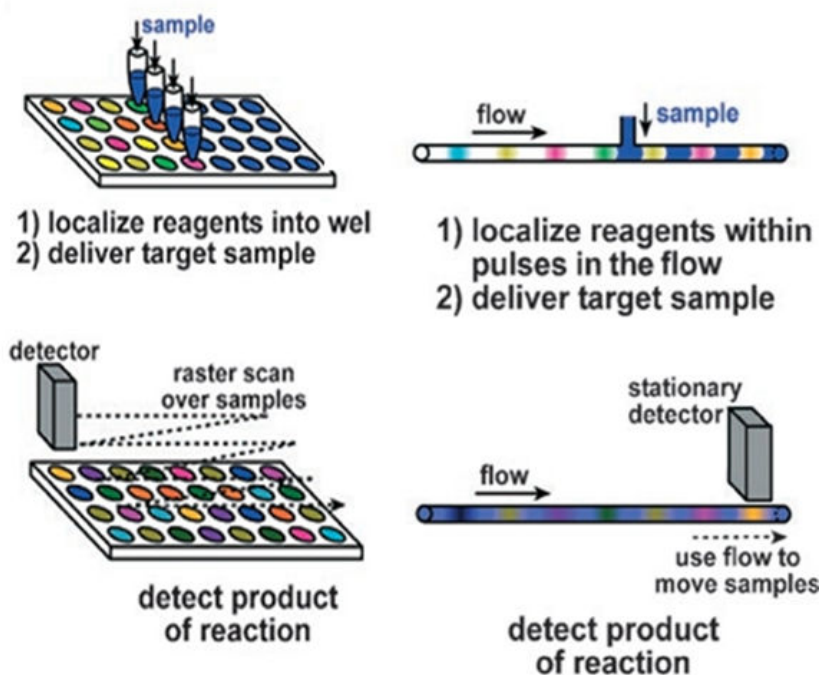 sample
1) localize reagents into wel
2) deliver target sample
flow
sample
1) localize reagents within
pulses in the flow
2) deliver target sample
detector
raster scan
over samples
detect product
of reaction
stationary
detector
flow
use flow to
move samples
detect product
of reaction